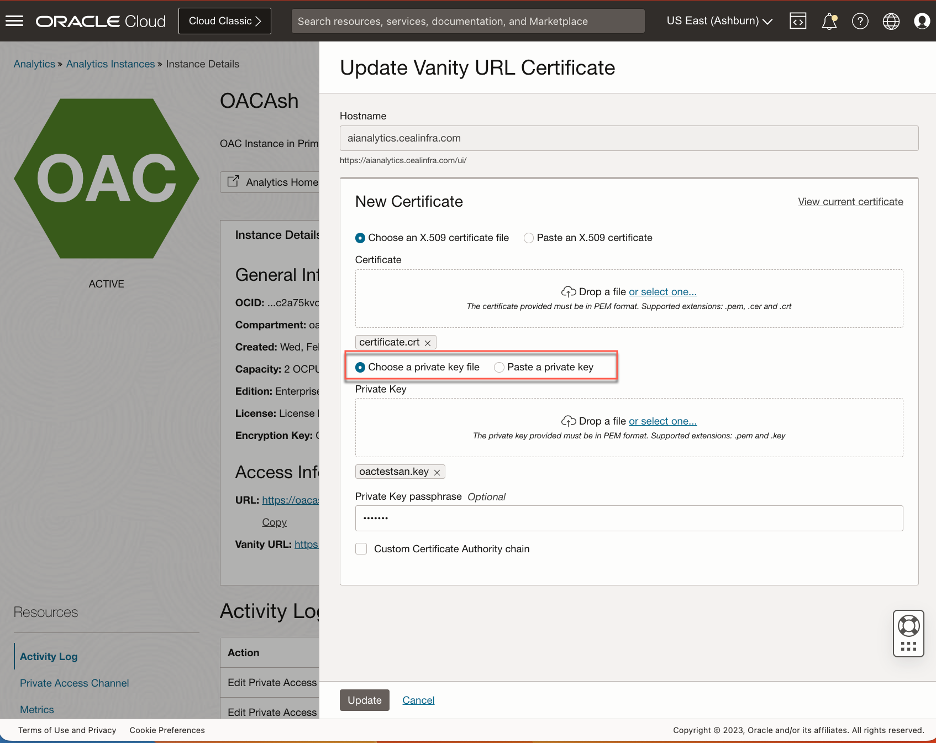 ORACLE Cloud
Cloud Classic
Search resources, services, documentation, and Marketplace
US East (Ashburn)
Analytics » Analytics Instances » Instance Details
OAC
ACTIVE
OACAsh
OAC Instance in Prim
Analytics Home
Instance Details
General Inf
OCID: ...c2a75kvc
Compartment: oa
Created: Wed, Fe
Capacity: 2 OCPU
Edition: Enterprise
License: License
Encryption Key:
Access Inf
URL: https://oacas
Copy
Vanity URL: https
Resources
Activity Log
Private Access Channel
Metrics
Activity Log
Action
Edit Private Access
Edit Private Access
Update Vanity URL Certificate
Hostname
aianalytics.cealinfra.com
https://aianalytics.cealinfra.com/ui/
New Certificate
View current certificate
Choose an X.509 certificate file
Paste an X.509 certificate
Certificate
Drop a file or select one...
The certificate provided must be in PEM format. Supported extensions: .pem, .cer and .crt
certificate.crt ×
Choose a private key file
Paste a private key
Private Key
Drop a file or select one...
The private key provided must be in PEM format. Supported extensions: .pem and .key
oactestsan.key ×
Private Key passphrase Optional
•••••••
Custom Certificate Authority chain
Update
Cancel
Terms of Use and Privacy
Cookie Preferences
Copyright © 2023, Oracle and/or its affiliates. All rights reserved.